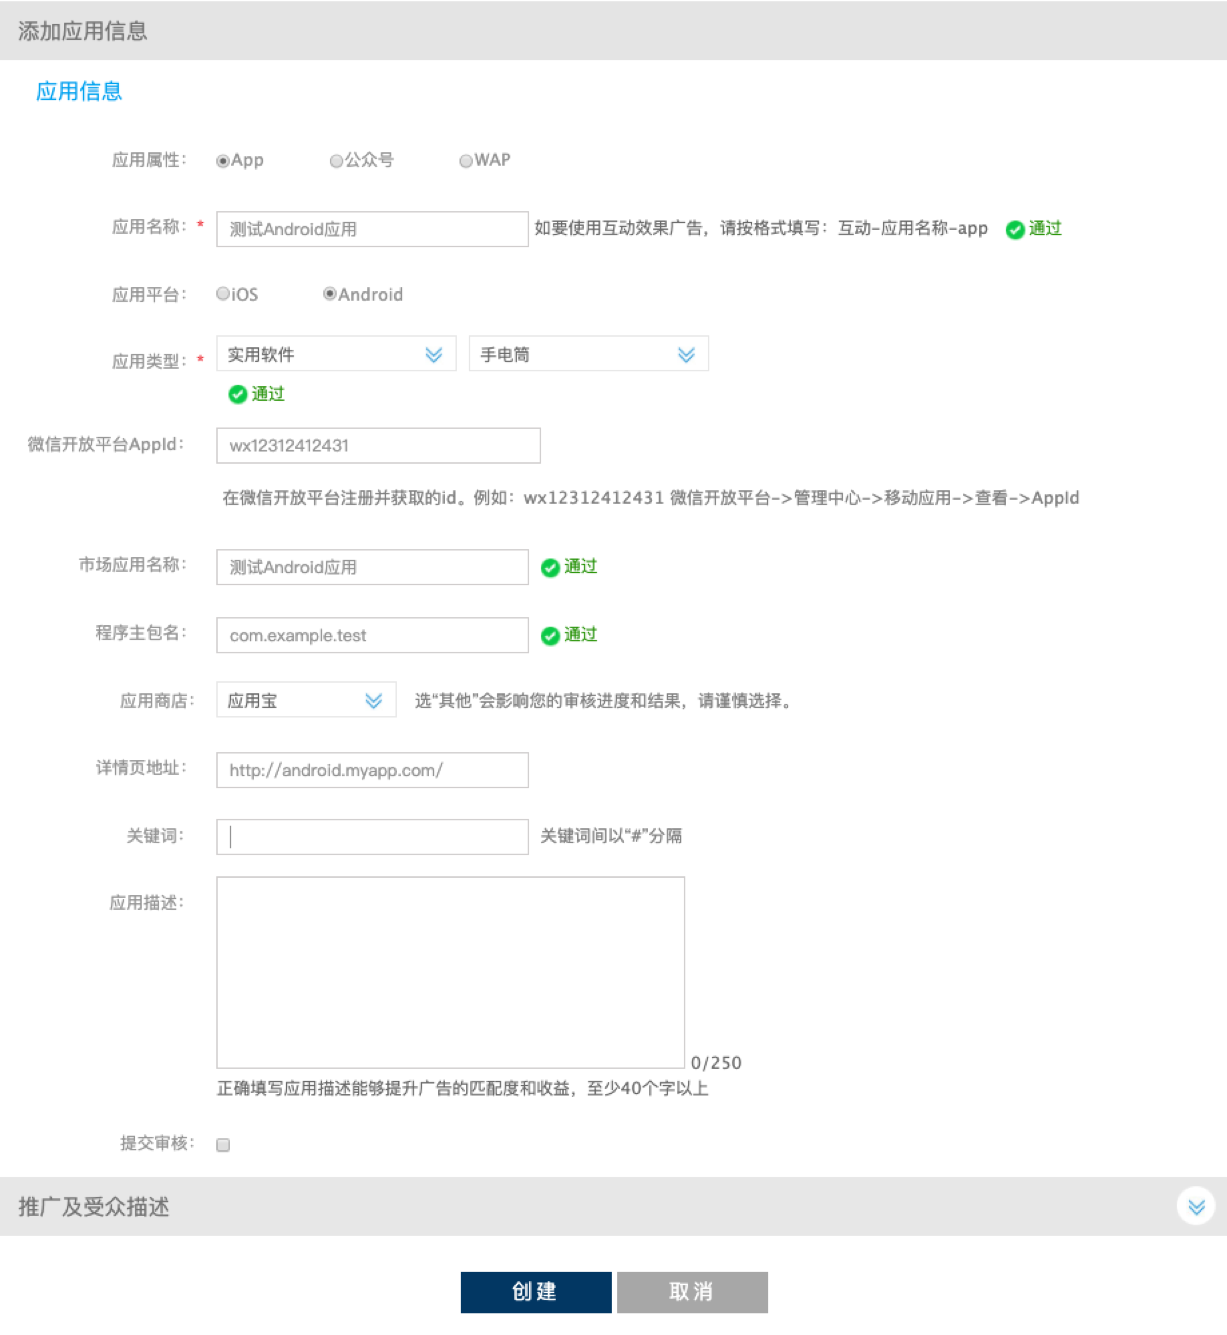 添加应用信息
应用信息
应用属性： App 公众号 WAP
应用名称： * 测试Android应用 如要使用互动效果广告，请按格式填写：互动-应用名称-app 通过
应用平台： iOS Android
应用类型： * 实用软件 手电筒
通过
微信开放平台AppId： wx12312412431
在微信开放平台注册并获取的id。例如：wx12312412431 微信开放平台->管理中心->移动应用->查看->AppId
市场应用名称： 测试Android应用 通过
程序主包名： com.example.test 通过
应用商店： 应用宝 选“其他”会影响您的审核进度和结果，请谨慎选择。
详情页地址： http://android.myapp.com/
关键词： 关键词间以“#”分隔
应用描述：
0/250
正确填写应用描述能够提升广告的匹配度和收益，至少40个字以上
提交审核：
推广及受众描述
创建 取消